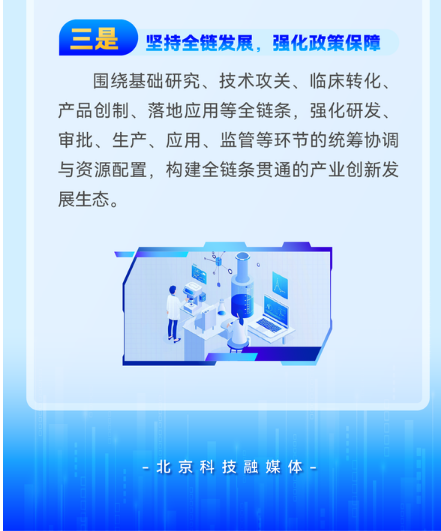 三是 坚持全链发展，强化政策保障
围绕基础研究、技术攻关、临床转化、
产品创制、落地应用等全链条，强化研发、
审批、生产、应用、监管等环节的统筹协调
与资源配置，构建全链条贯通的产业创新发
展生态。
-北京科技融媒体-